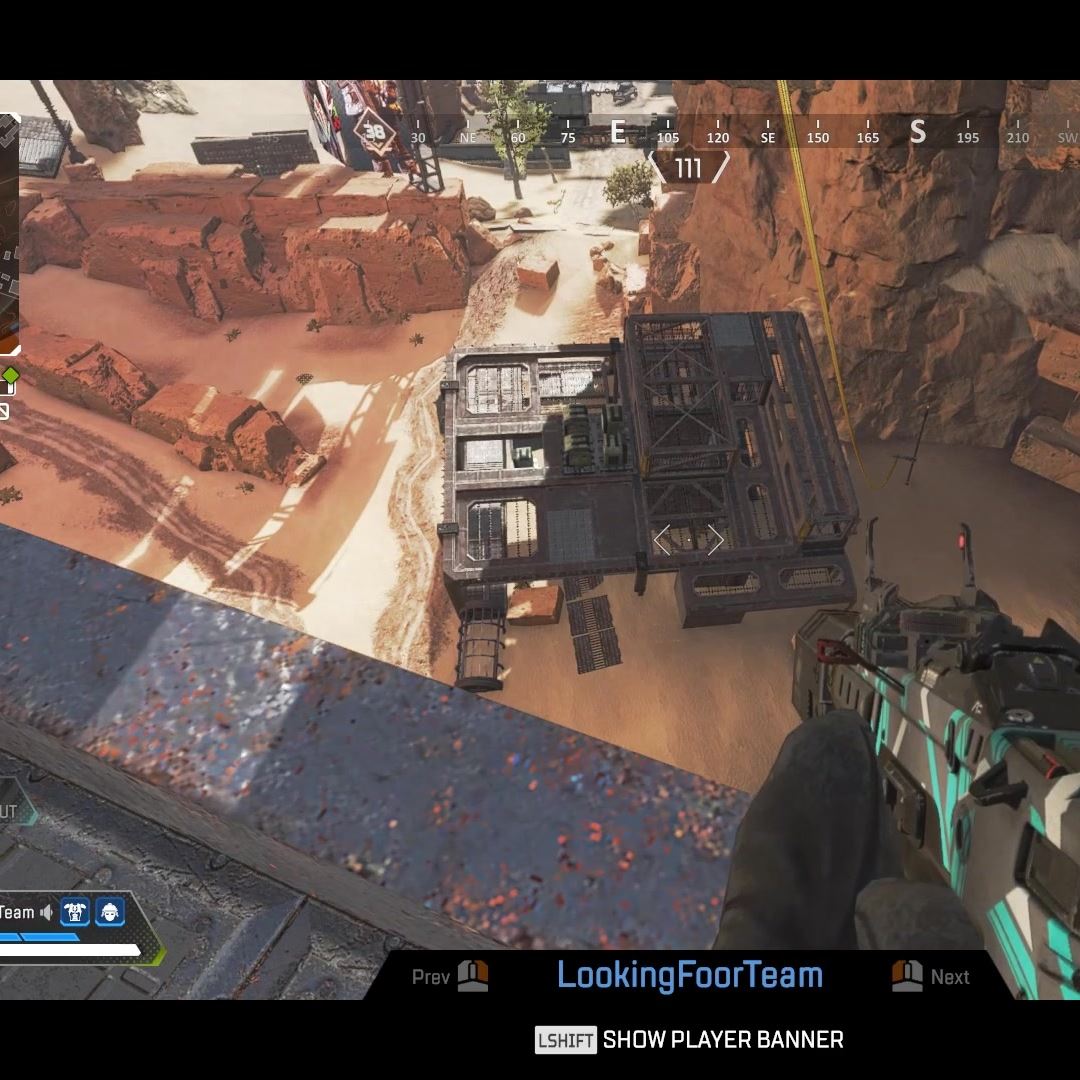 38
30 NE 60 75 E 105 120 SE 150 165 S 195 210 SW
111
UT
Team
Prev LookingFoorTeam Next
LSHIFT SHOW PLAYER BANNER